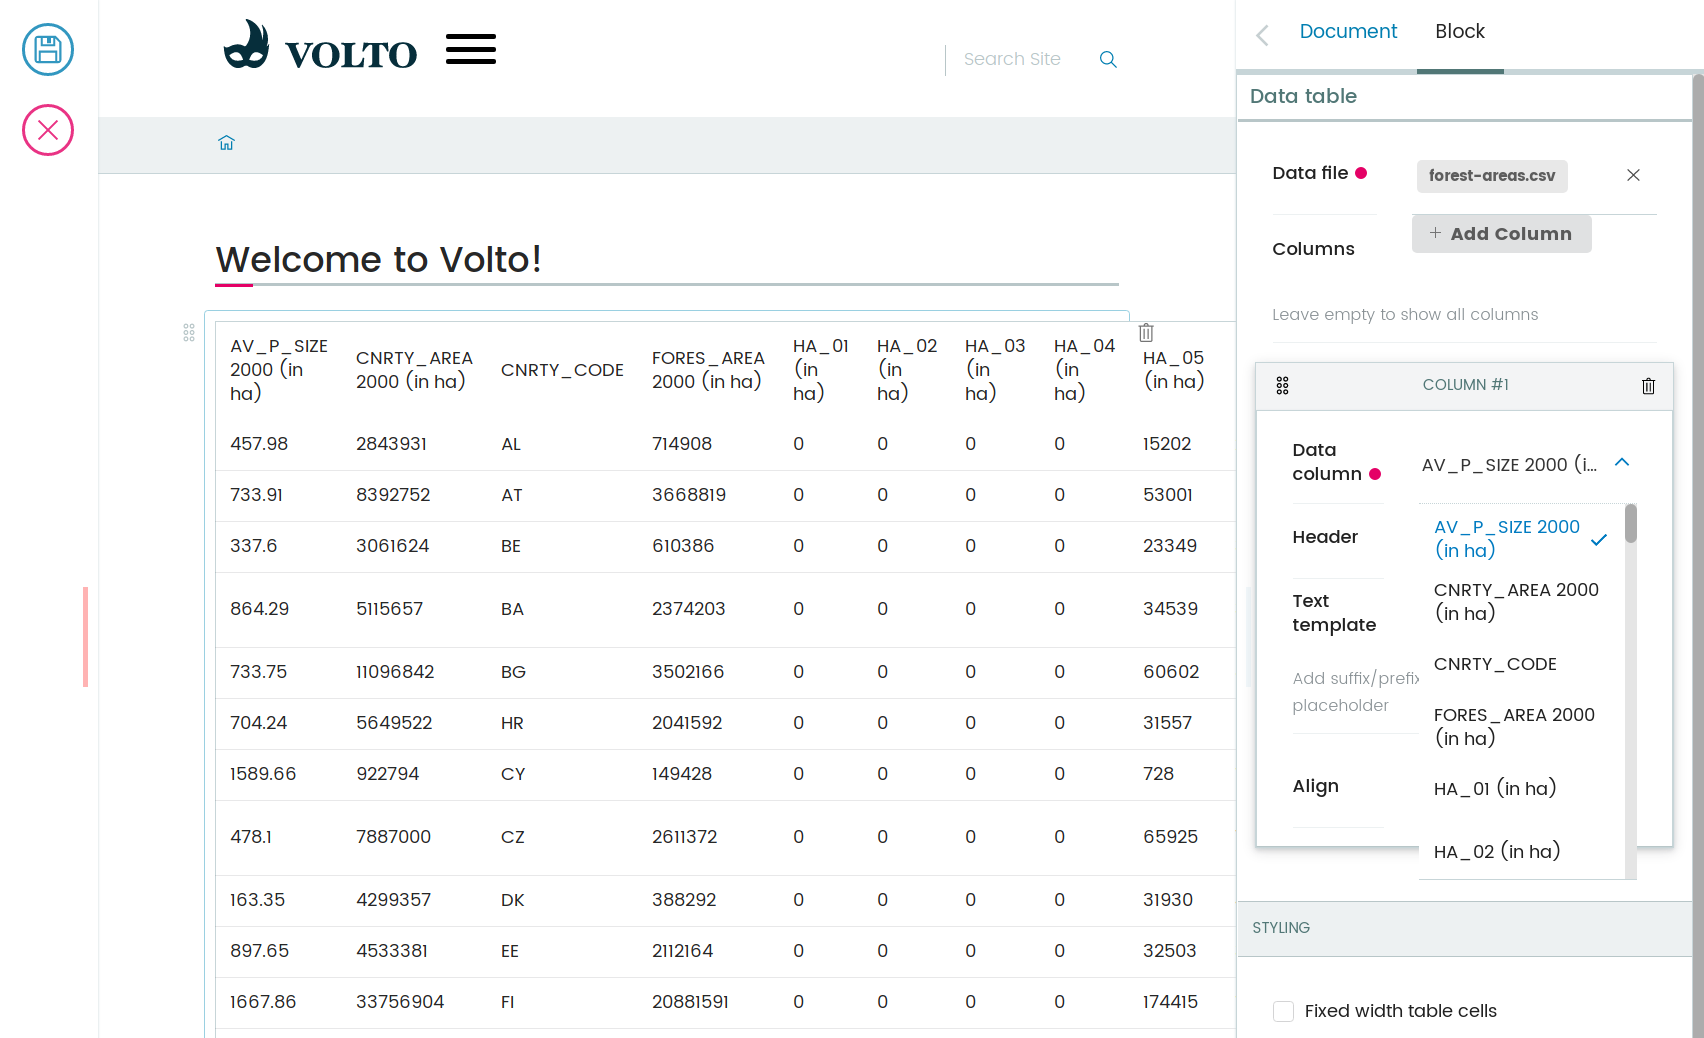 VOLTO
Search Site
Document
Block
Data table
Data file
forest-areas.csv
Columns
+ Add Column
Leave empty to show all columns
COLUMN #1
Data
column
AV_P_SIZE 2000 (i...
AV_P_SIZE 2000
(in ha)
Header
CNRTY_AREA 2000
(in ha)
Text
template
CNRTY_CODE
Add suffix/prefix
placeholder
FORES_AREA 2000
(in ha)
Align
HA_01 (in ha)
HA_02 (in ha)
STYLING
Fixed width table cells
Welcome to Volto!
AV_P_SIZE
2000 (in
ha)
CNRTY_AREA
2000 (in ha)
CNRTY_CODE
FORES_AREA
2000 (in ha)
HA_01
(in
ha)
HA_02
(in
ha)
HA_03
(in
ha)
HA_04
(in
ha)
HA_05
(in ha)
457.98 2843931 AL 714908 0 0 0 0 15202
733.91 8392752 AT 3668819 0 0 0 0 53001
337.6 3061624 BE 610386 0 0 0 0 23349
864.29 5115657 BA 2374203 0 0 0 0 34539
733.75 11096842 BG 3502166 0 0 0 0 60602
704.24 5649522 HR 2041592 0 0 0 0 31557
1589.66 922794 CY 149428 0 0 0 0 728
478.1 7887000 CZ 2611372 0 0 0 0 65925
163.35 4299357 DK 388292 0 0 0 0 31930
897.65 4533381 EE 2112164 0 0 0 0 32503
1667.86 33756904 FI 20881591 0 0 0 0 174415